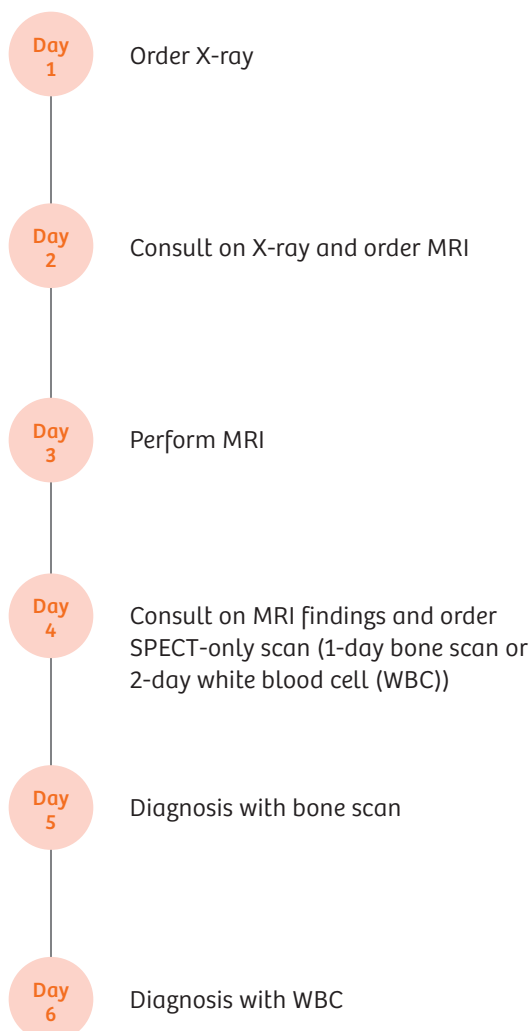 Day
1
Order X-ray
Day
2
Consult on X-ray and order MRI
Day
3
Perform MRI
Day
4
Consult on MRI findings and order
SPECT-only scan (1-day bone scan or
2-day white blood cell (WBC))
Day
5
Diagnosis with bone scan
Day
6
Diagnosis with WBC